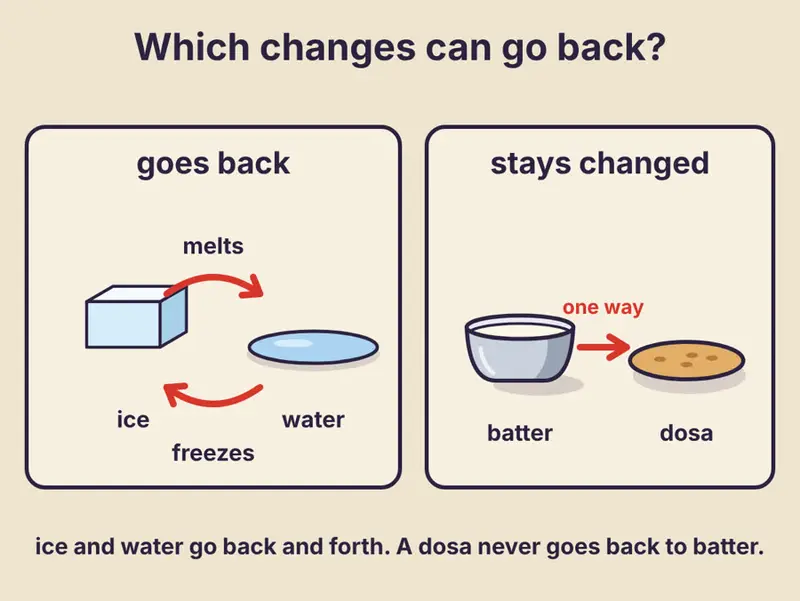 Which changes can go back?
goes back
melts
ice
water
freezes
stays changed
one way
batter
dosa
ice and water go back and forth. A dosa never goes back to batter.